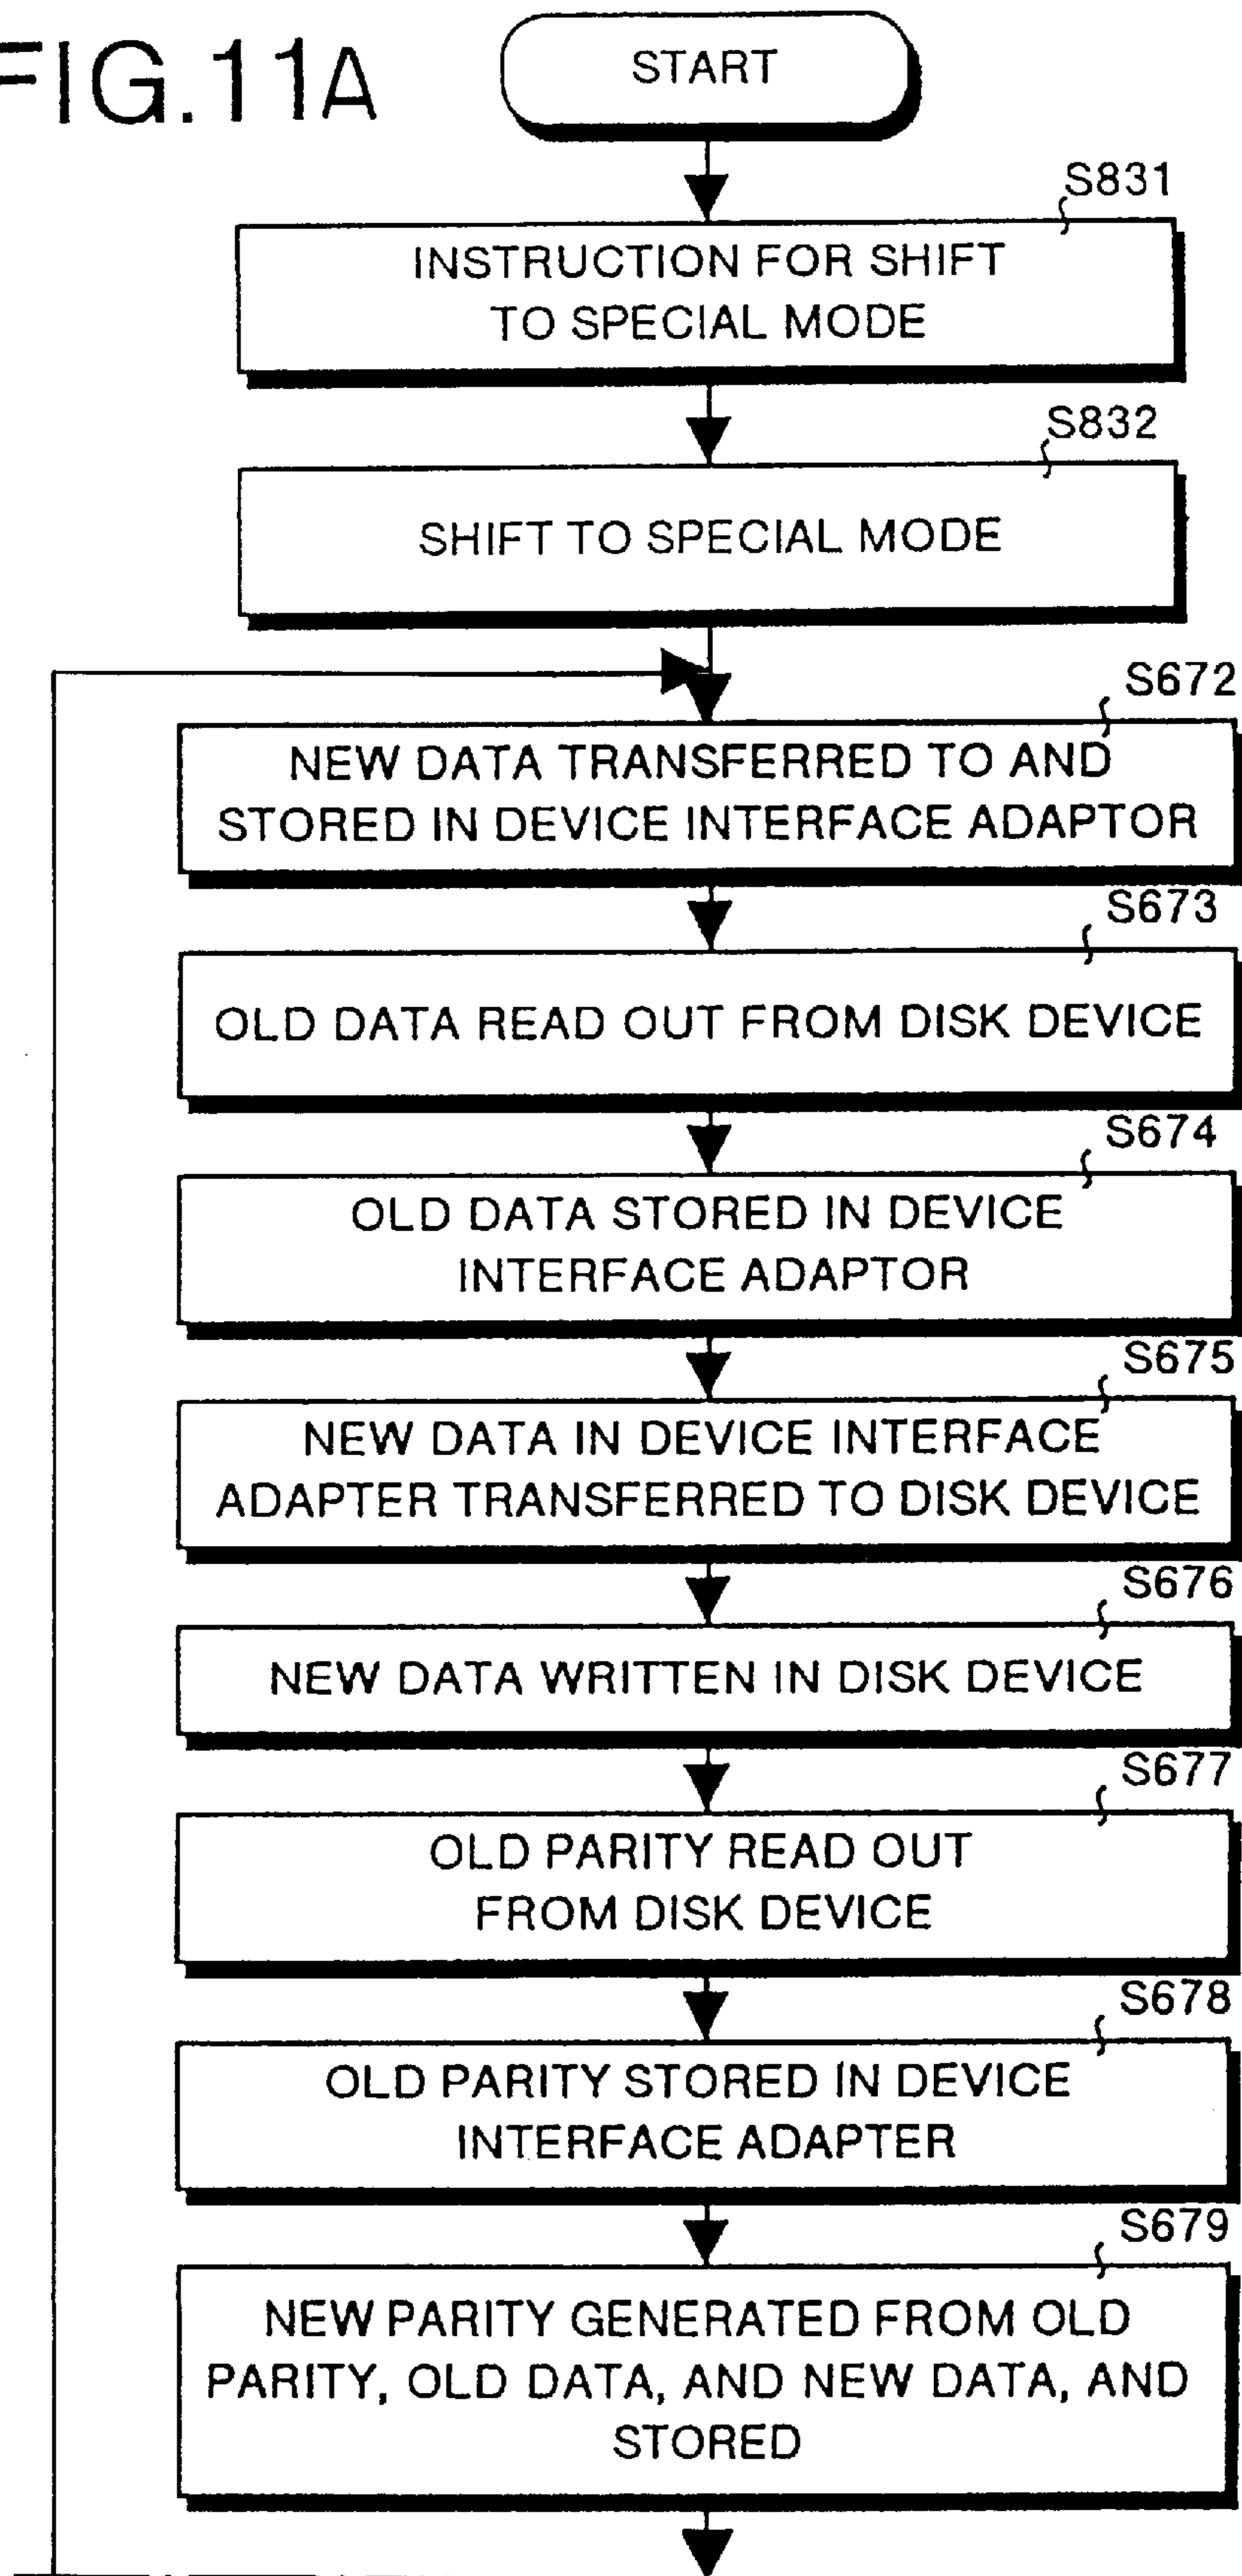 FIG.11A
START
S831
INSTRUCTION FOR SHIFT
TO SPECIAL MODE
S832
SHIFT TO SPECIAL MODE
S672
NEW DATA TRANSFERRED TO AND
STORED IN DEVICE INTERFACE ADAPTOR
S673
OLD DATA READ OUT FROM DISK DEVICE
S674
OLD DATA STORED IN DEVICE
INTERFACE ADAPTOR
S675
NEW DATA IN DEVICE INTERFACE
ADAPTER TRANSFERRED TO DISK DEVICE
S676
NEW DATA WRITTEN IN DISK DEVICE
S677
OLD PARITY READ OUT
FROM DISK DEVICE
S678
OLD PARITY STORED IN DEVICE
INTERFACE ADAPTER
S679
NEW PARITY GENERATED FROM OLD
PARITY, OLD DATA, AND NEW DATA, AND
STORED